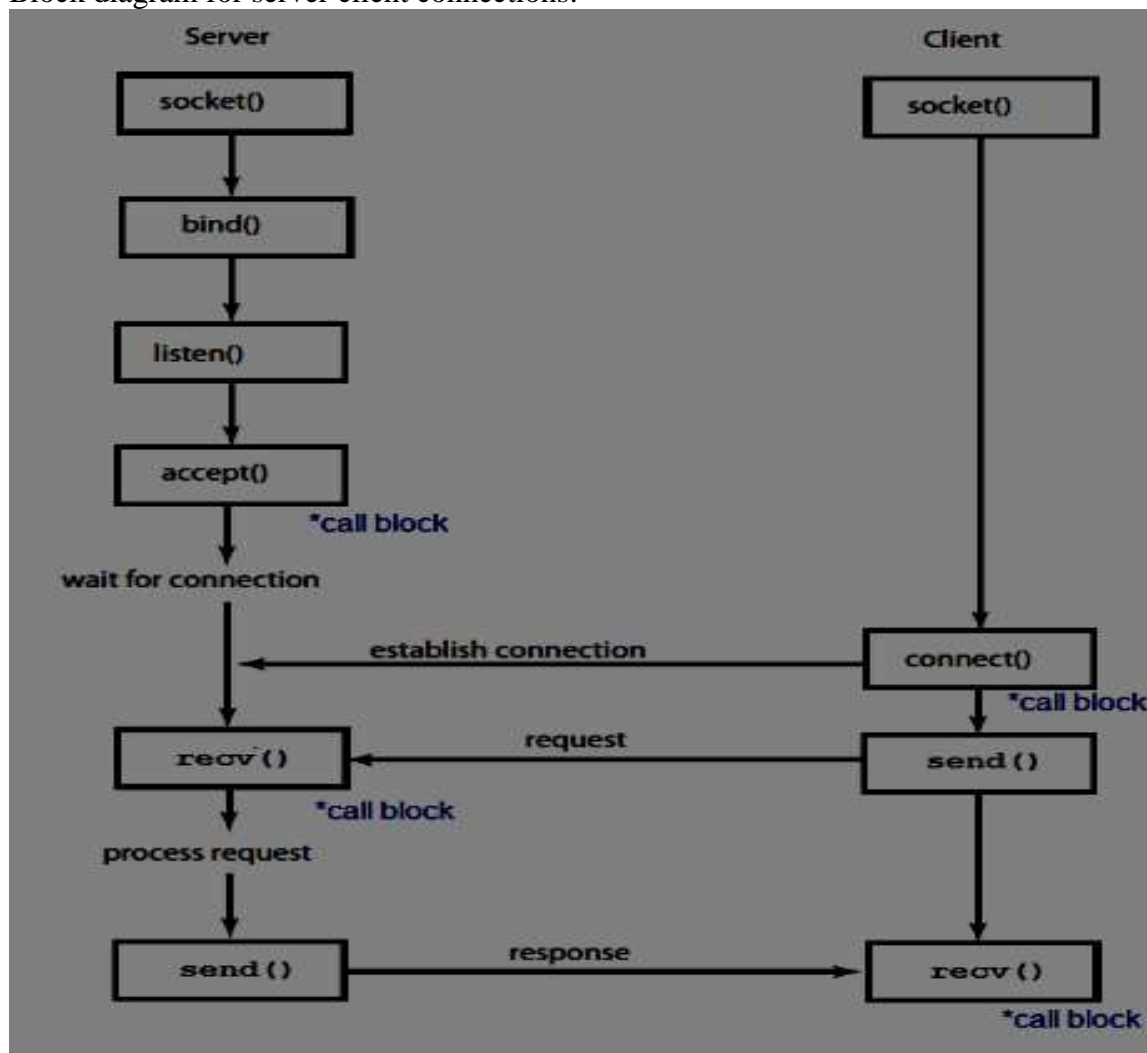 Block diagram for server client connections:
Server
Client
socket()
socket()
bind()
listen()
accept()
*call block
wait for connection
establish connection
connect()
*call block
recv()
request
send()
*call block
process request
send()
response
recv()
*call block